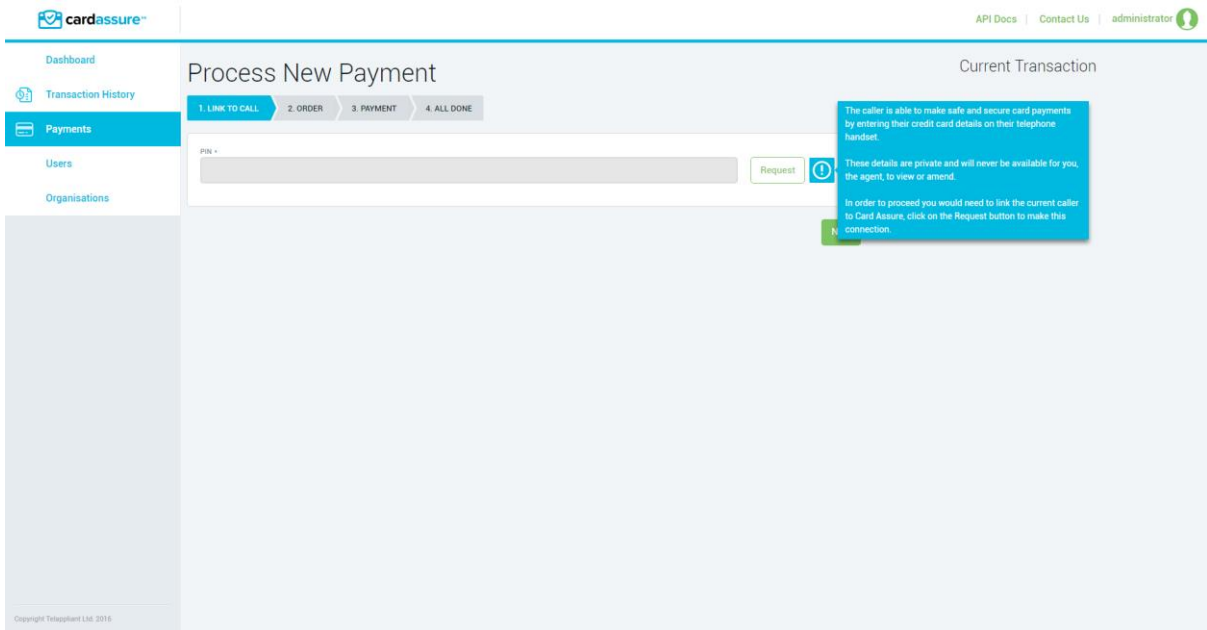 cardassure
API Docs
Contact Us
administrator
Dashboard
Transaction History
Payments
Users
Organisations
Process New Payment
1. LINK TO CALL
2. ORDER
3. PAYMENT
4. ALL DONE
PIN *
Request
Current Transaction
The caller is able to make safe and secure card payments
by entering their credit card details on their telephone
handset.
These details are private and will never be available for you,
the agent, to view or amend.
In order to proceed you would need to link the current caller
to Card Assure, click on the Request button to make this
connection.
Copyright Telappliant Ltd. 2016